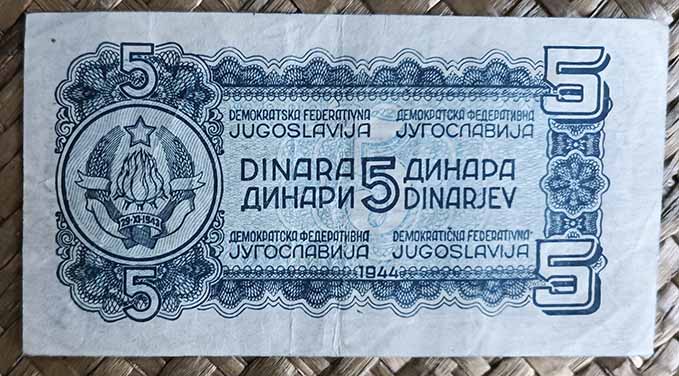 5 5
DEMOKRATSKA FEDERATIVNA ДЕМОКРАТСКА ФЕДЕРАТИВНА
JUGOSLAVIJA ЈУГОСЛАВИЈА
DINARA 5 ДИНАРА
ДИНАРИ DINARJEV
29·XI·1943
ДЕМОКРАТСКА ФЕДЕРАТИВНА DEMOKRATIČNA FEDERATIVNA
ЈУГОСЛАВИЈА JUGOSLAVIJA
1944
5 5